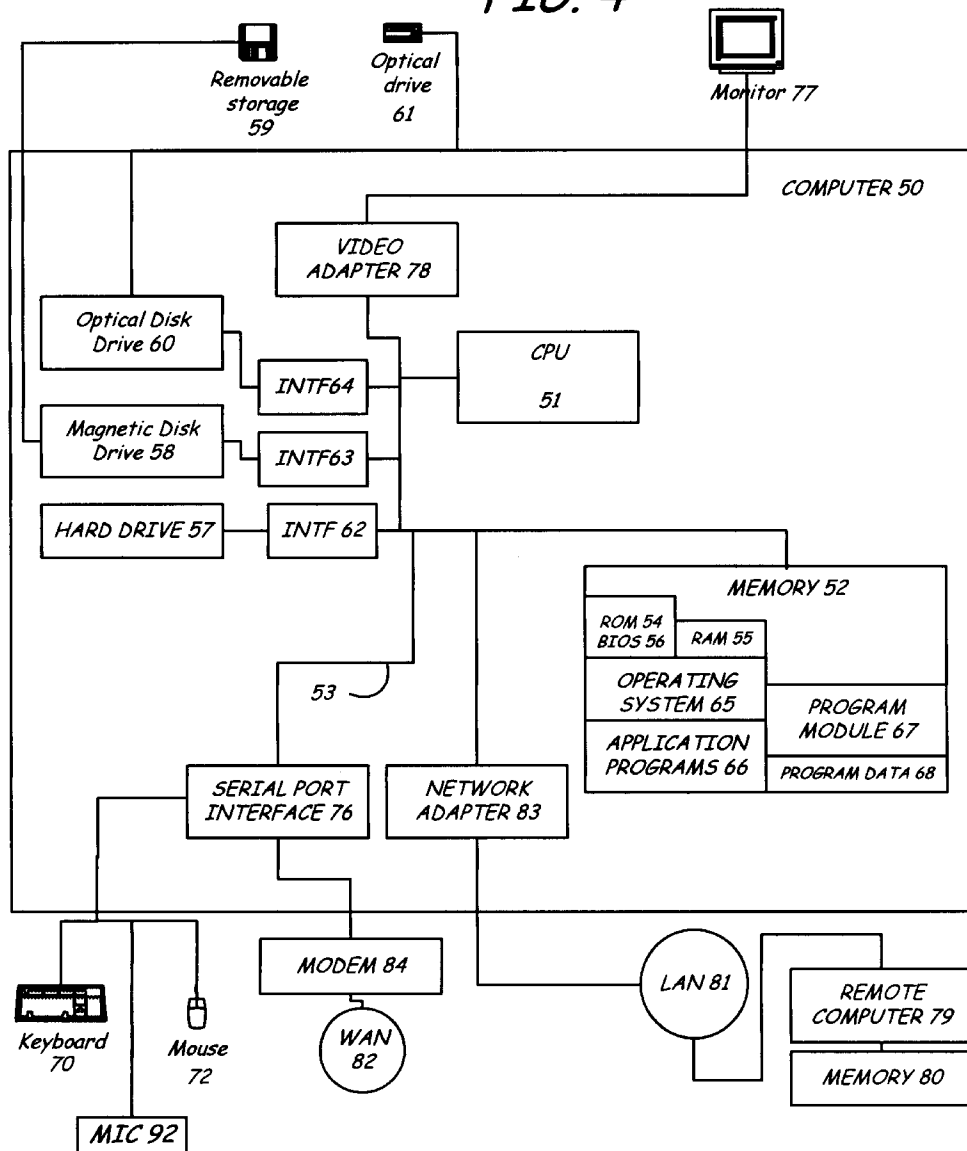 FIG. 4
Removable
storage
59
Optical
drive
61
Monitor 77
COMPUTER 50
VIDEO
ADAPTER 78
Optical Disk
Drive 60
CPU
51
INTF64
Magnetic Disk
Drive 58
INTF63
HARD DRIVE 57
INTF 62
MEMORY 52
ROM 54
BIOS 56
RAM 55
OPERATING
SYSTEM 65
PROGRAM
MODULE 67
APPLICATION
PROGRAMS 66
PROGRAM DATA 68
53
SERIAL PORT
INTERFACE 76
NETWORK
ADAPTER 83
MODEM 84
LAN 81
REMOTE
COMPUTER 79
Keyboard
70
Mouse
72
WAN
82
MEMORY 80
MIC 92